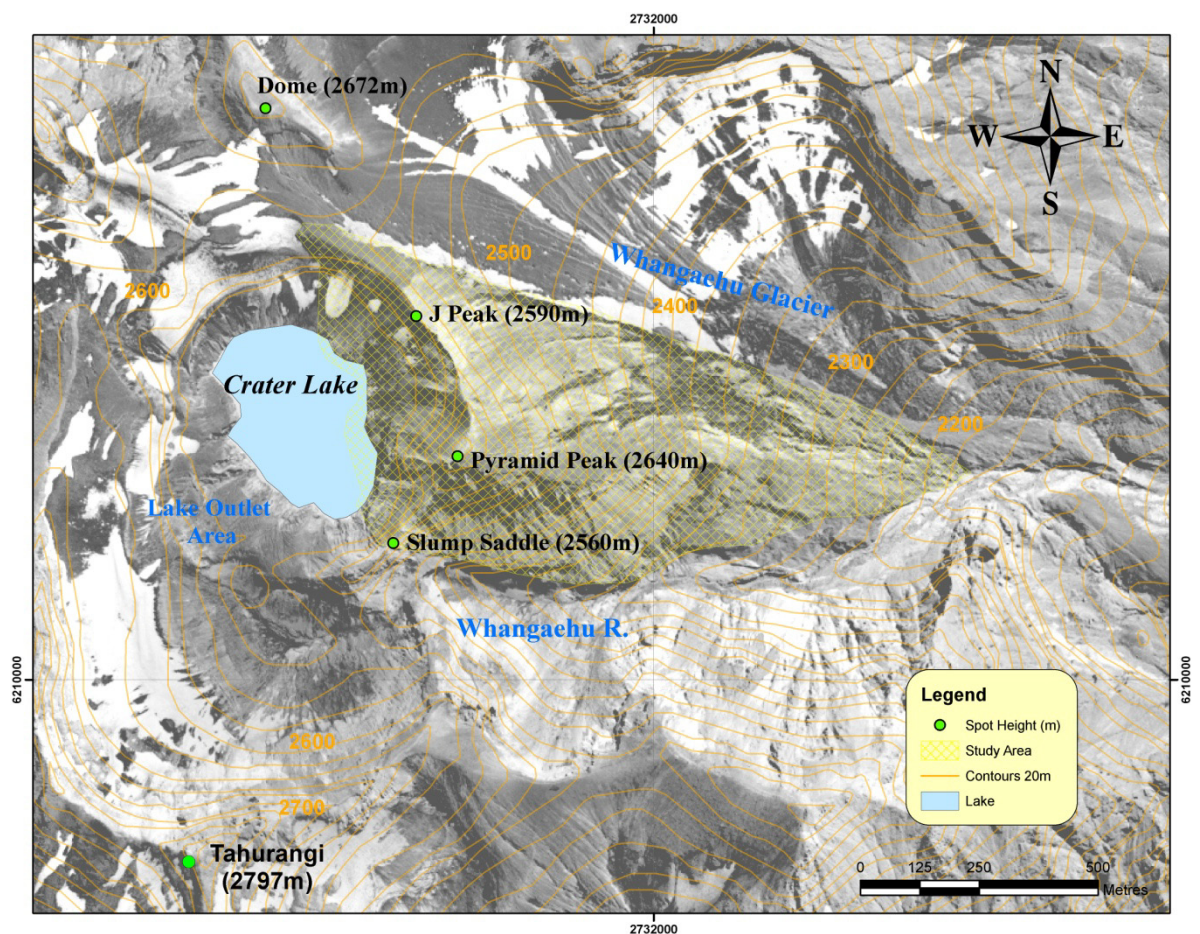 2732000
N
W E
S
Dome (2672m)
2500
Whangaehu Glacier
2600
2400
J Peak (2590m)
2300
Crater Lake
2200
Pyramid Peak (2640m)
Lake Outlet
Area
Slump Saddle (2560m)
Whangaehu R.
6210000
6210000
Legend
Spot Height (m)
Study Area
Contours 20m
Lake
2600
2700
Tahurangi
(2797m)
0 125 250 500
Metres
2732000